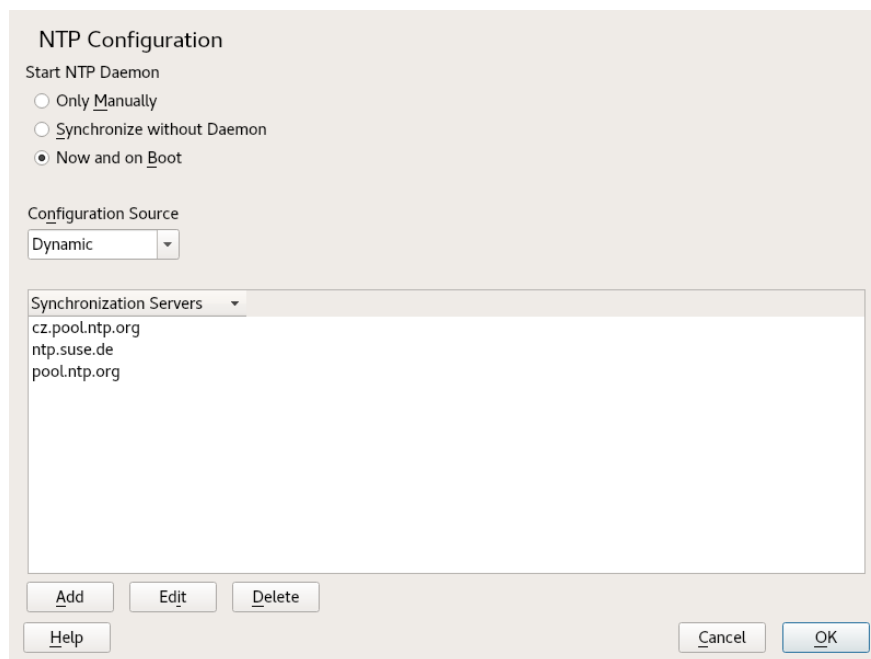 NTP Configuration
Start NTP Daemon
Only Manually
Synchronize without Daemon
Now and on Boot
Configuration Source
Dynamic
Synchronization Servers
cz.pool.ntp.org
ntp.suse.de
pool.ntp.org
Add Edit Delete
Help Cancel OK